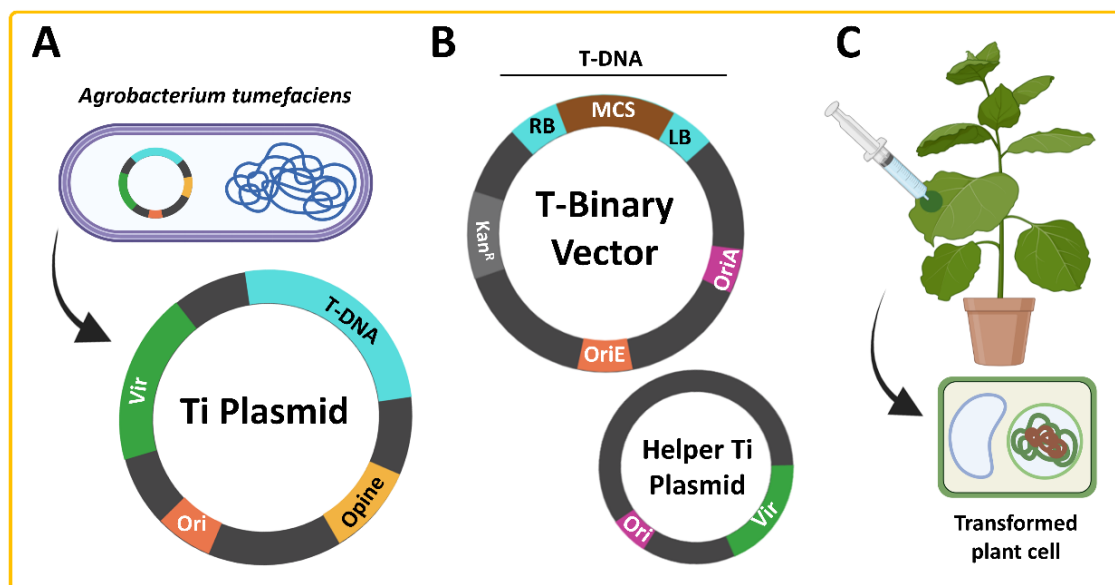 A
Agrobacterium tumefaciens
T-DNA
Vir
Ti Plasmid
Opine
Ori
B
T-DNA
RB
MCS
LB
T-Binary
Vector
Kanᴿ
OriA
OriE
Helper Ti
Plasmid
Ori
Vir
C
Transformed
plant cell